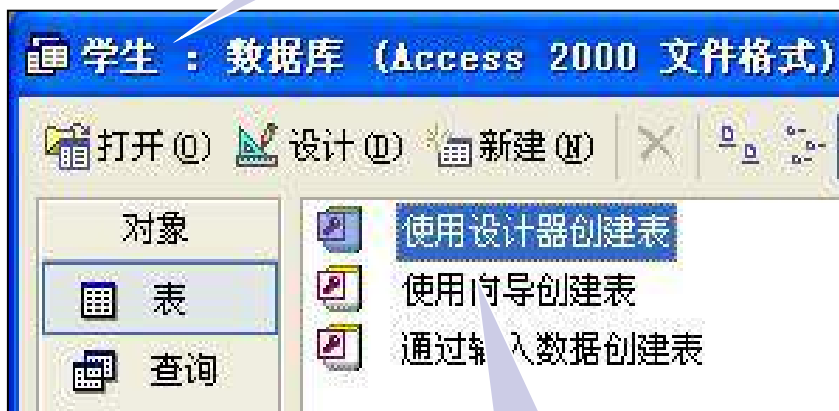 学生 : 数据库 (Access 2000 文件格式)
打开(O) 设计(D) 新建(N)
对象
表
查询
使用设计器创建表
使用向导创建表
通过输入数据创建表